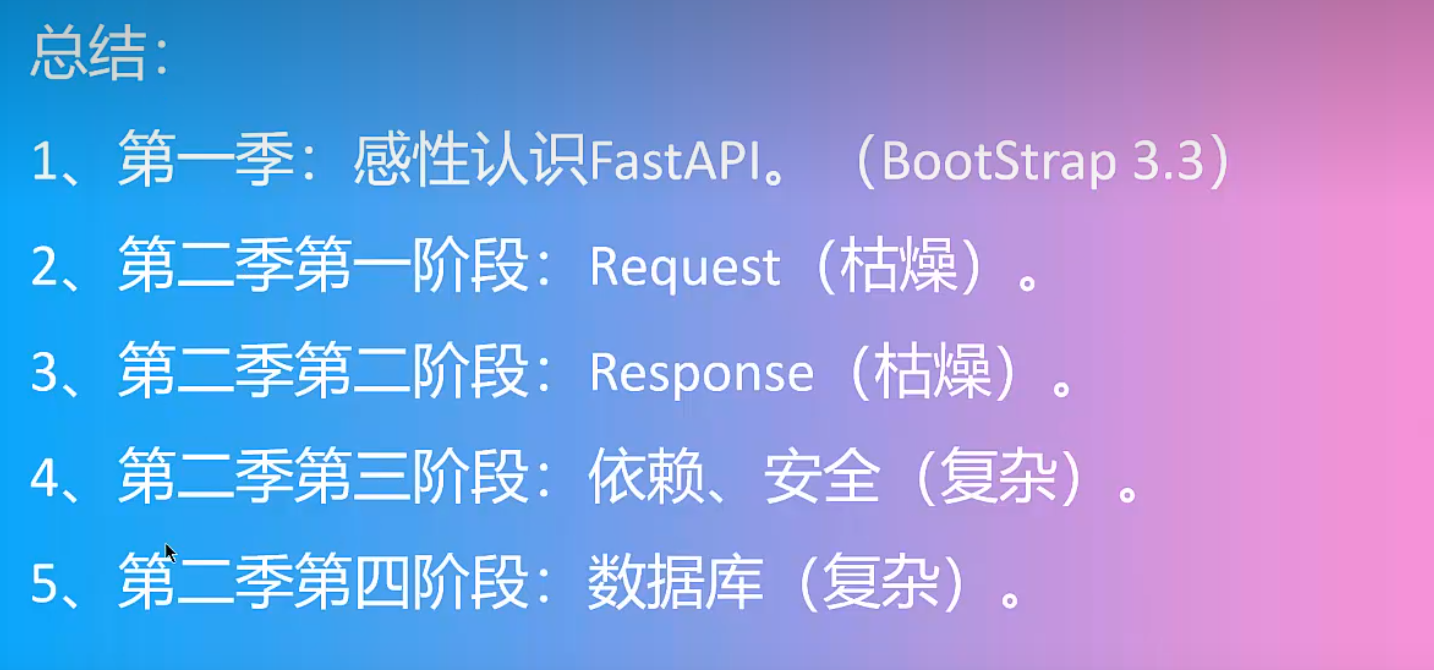 总结：
1、第一季：感性认识FastAPI。（BootStrap 3.3）
2、第二季第一阶段：Request（枯燥）。
3、第二季第二阶段：Response（枯燥）。
4、第二季第三阶段：依赖、安全（复杂）。
5、第二季第四阶段：数据库（复杂）。